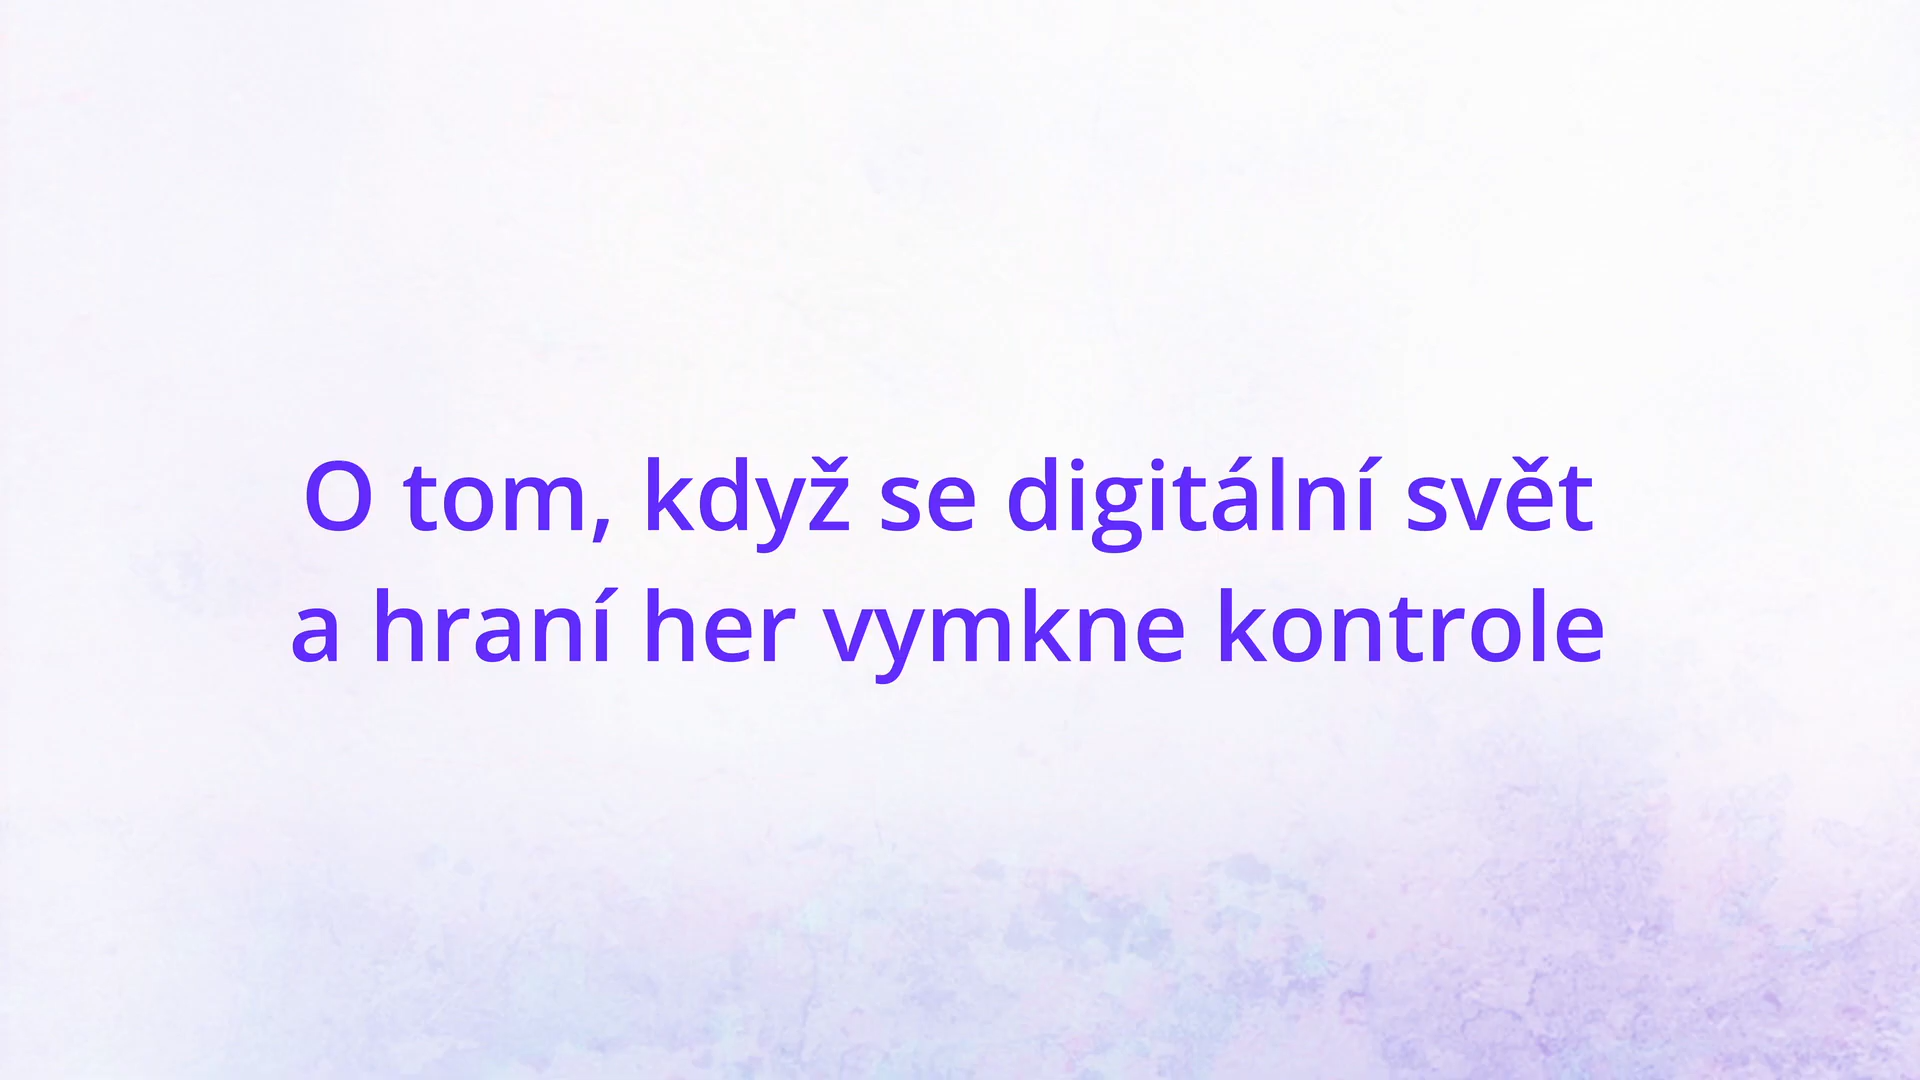 O tom, když se digitální svět
a hraní her vymkne kontrole